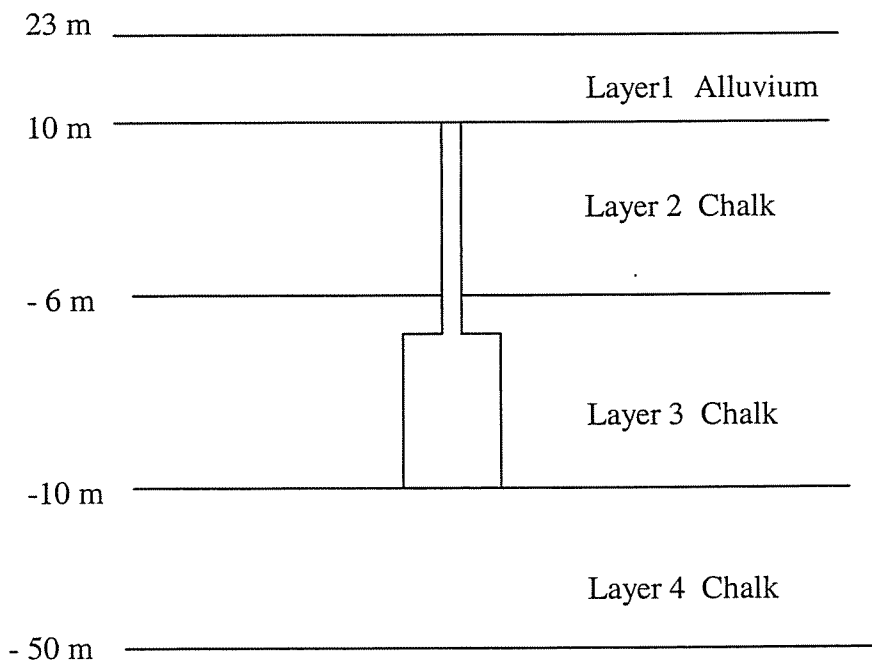 23 m
Layer1 Alluvium
10 m
Layer 2 Chalk
- 6 m
Layer 3 Chalk
-10 m
Layer 4 Chalk
- 50 m